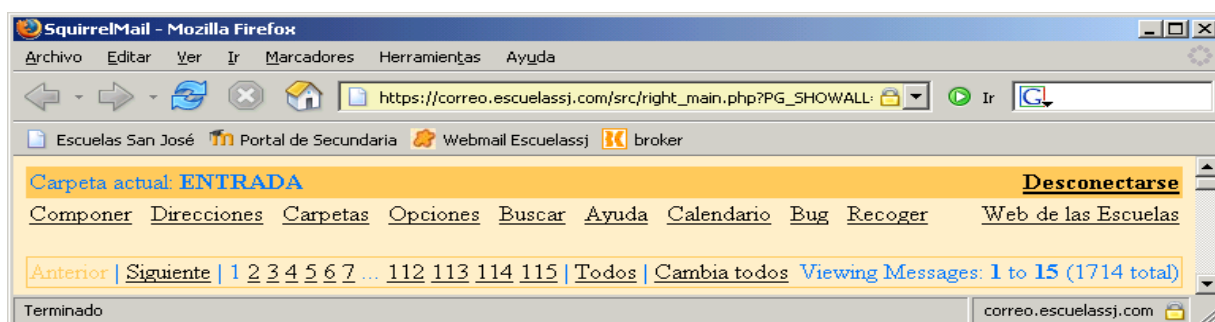 SquirrelMail - Mozilla Firefox
Archivo Editar Ver Ir Marcadores Herramientas Ayuda
https://correo.escuelassj.com/src/right_main.php?PG_SHOWALL= Ir G
Escuelas San José Tn Portal de Secundaria Webmail Escuelassj broker
Carpeta actual: ENTRADA Desconectarse
Componer Direcciones Carpetas Opciones Buscar Ayuda Calendario Bug Recoger Web de las Escuelas
Anterior | Siguiente | 1 2 3 4 5 6 7 ... 112 113 114 115 | Todos | Cambia todos Viewing Messages: 1 to 15 (1714 total)
Terminado correo.escuelassj.com